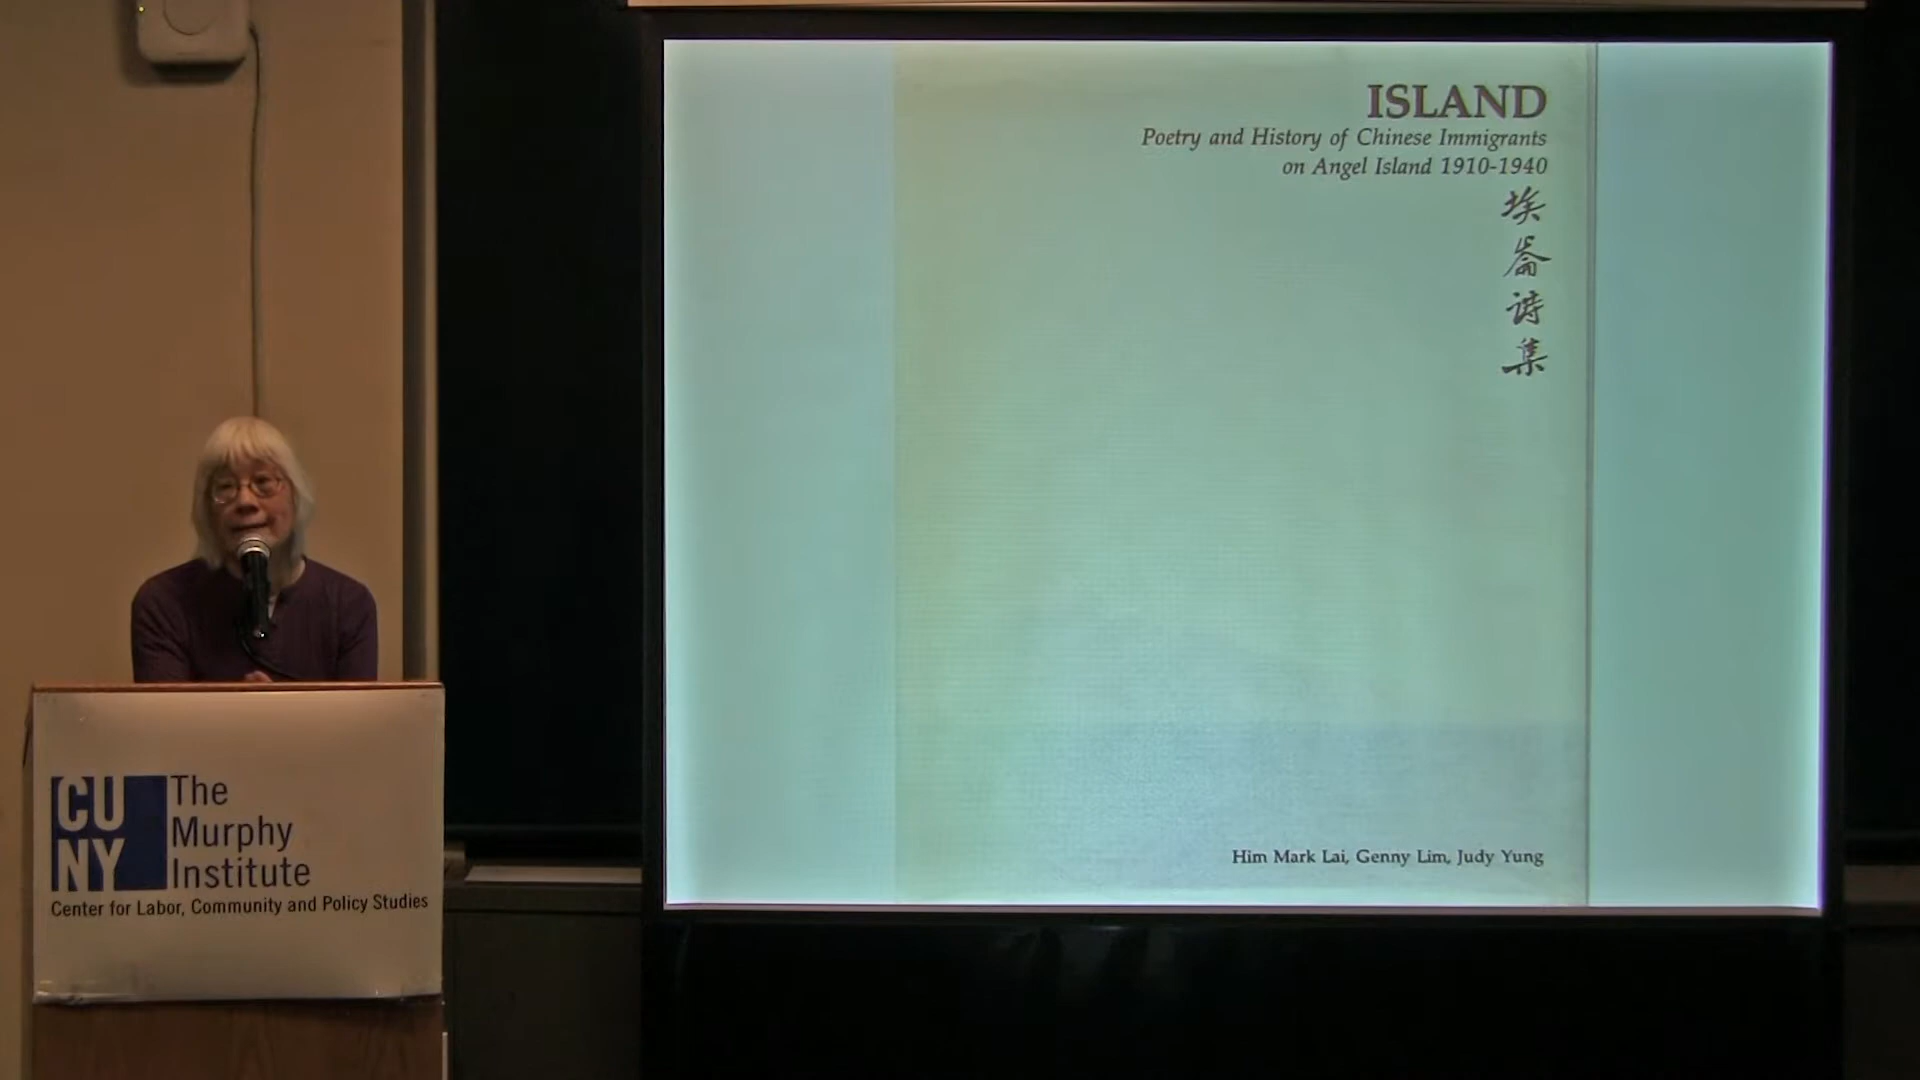 ISLAND
Poetry and History of Chinese Immigrants
on Angel Island 1910-1940
埃
崙
诗
集
Him Mark Lai, Genny Lim, Judy Yung
CU
NY
The
Murphy
Institute
Center for Labor, Community and Policy Studies